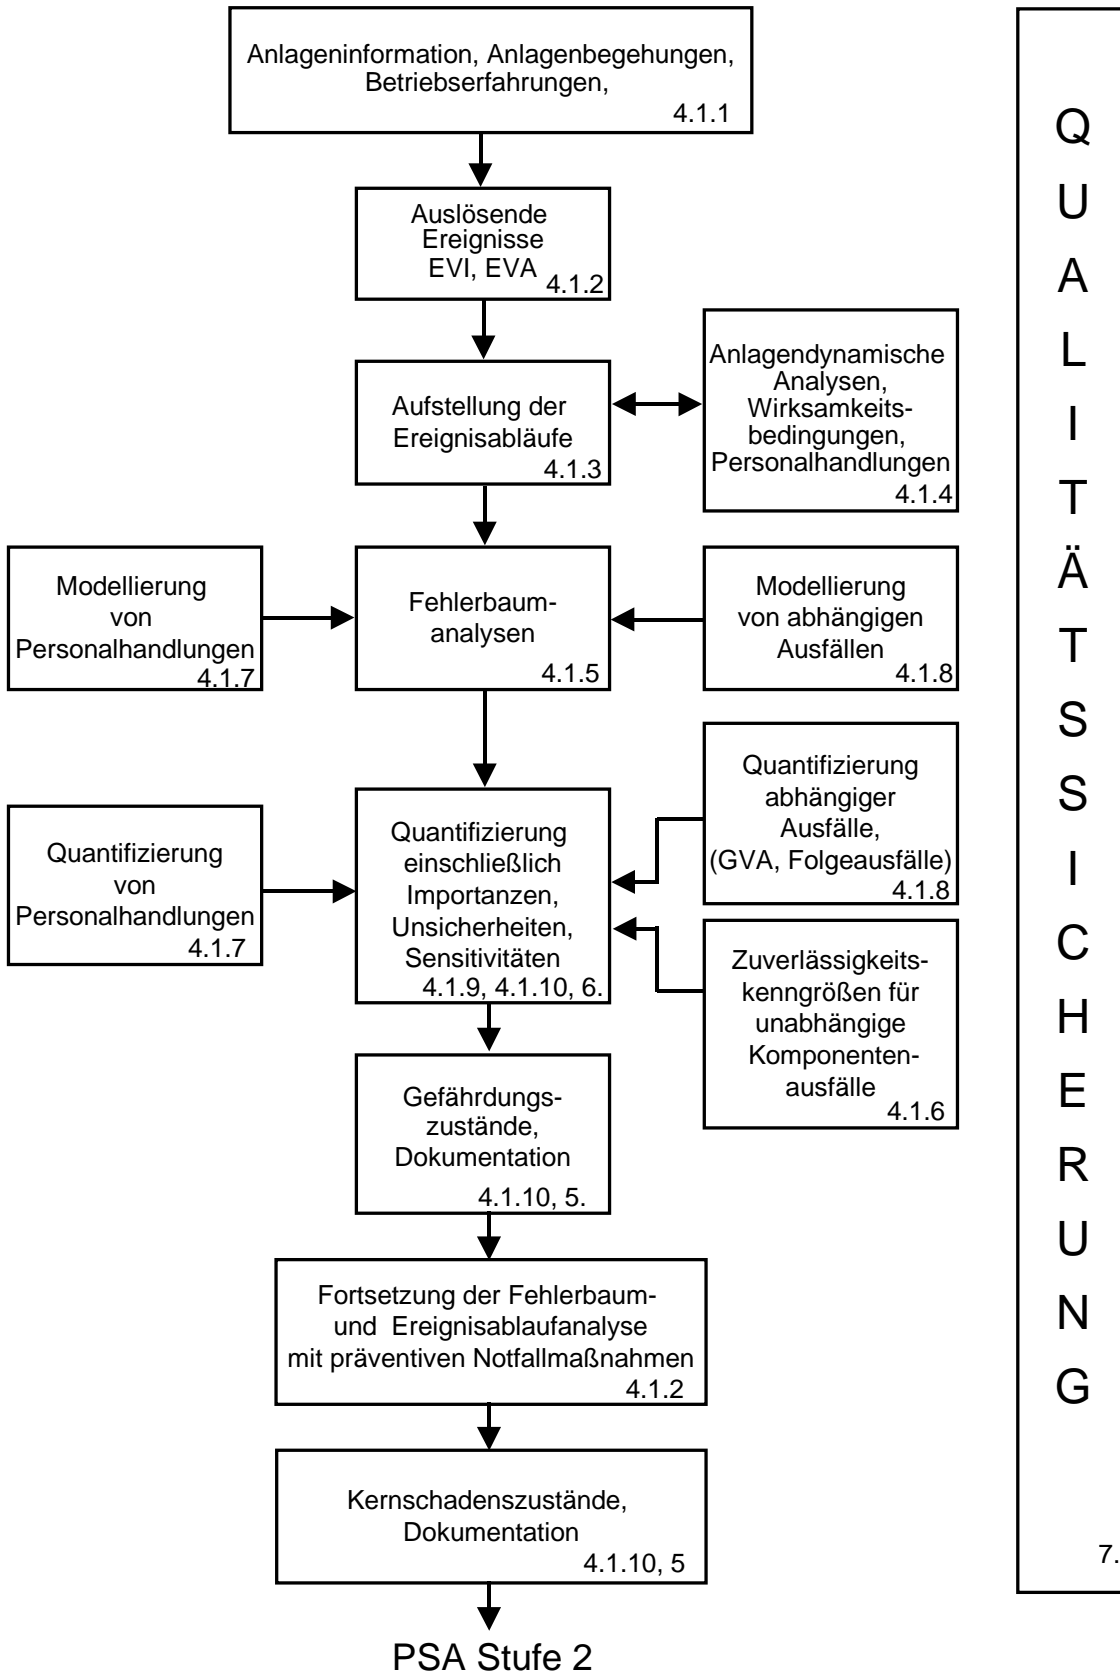 Anlageninformation, Anlagenbegehungen,
Betriebserfahrungen,
4.1.1
Auslösende
Ereignisse
EVI, EVA
4.1.2
Aufstellung der
Ereignisabläufe
4.1.3
Anlagendynamische
Analysen,
Wirksamkeits-
bedingungen,
Personalhandlungen
4.1.4
Modellierung
von
Personalhandlungen
4.1.7
Fehlerbaum-
analysen
4.1.5
Modellierung
von abhängigen
Ausfällen
4.1.8
Quantifizierung
von
Personalhandlungen
4.1.7
Quantifizierung
einschließlich
Importanzen,
Unsicherheiten,
Sensitivitäten
4.1.9, 4.1.10, 6.
Quantifizierung
abhängiger
Ausfälle,
(GVA, Folgeausfälle)
4.1.8
Zuverlässigkeits-
kenngrößen für
unabhängige
Komponenten-
ausfälle
4.1.6
Gefährdungs-
zustände,
Dokumentation
4.1.10, 5.
Fortsetzung der Fehlerbaum-
und Ereignisablaufanalyse
mit präventiven Notfallmaßnahmen
4.1.2
Kernschadenszustände,
Dokumentation
4.1.10, 5
PSA Stufe 2
QUALITÄTSSICHERUNG
7.